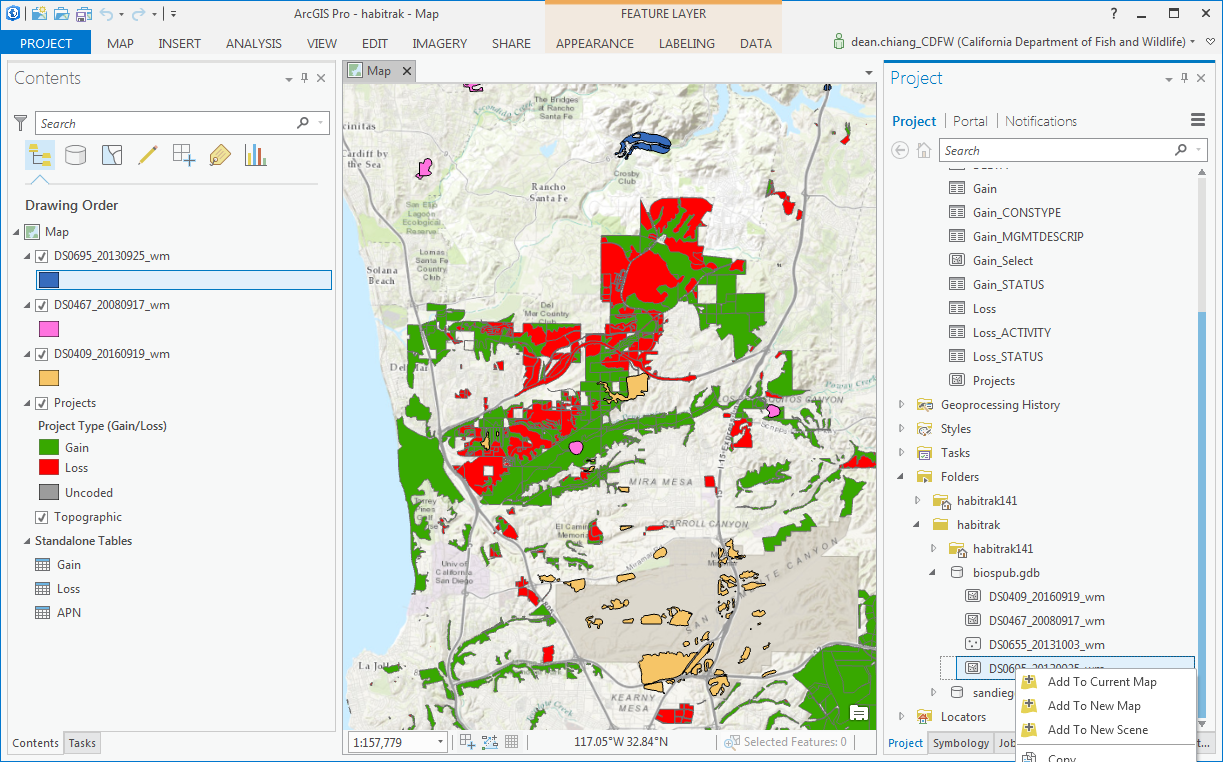 ArcGIS Pro - habitrak - Map
FEATURE LAYER
?
PROJECT
MAP
INSERT
ANALYSIS
VIEW
EDIT
IMAGERY
SHARE
APPEARANCE
LABELING
DATA
dean.chiang_CDFW (California Department of Fish and Wildlife)
Contents
Search
Drawing Order
Map
DS0695_20130925_wm
DS0467_20080917_wm
DS0409_20160919_wm
Projects
Project Type (Gain/Loss)
Gain
Loss
Uncoded
Topographic
Standalone Tables
Gain
Loss
APN
Contents
Tasks
Map
The Bridges
at Rancho
Santa Fe
Cardiff by
the Sea
Crosby
Club
Rancho
Santa Fe
San Elijo
Lagoon
Ecological
Reserve
Lomas
Santa Fe
Country
Club
Solana
Beach
Del
Mar Country
Club
Del Mar
MIRA MESA
CARROLL CANYON
Torrey
Pines
Golf
El Camino
Memorial
Univ of
California
San Diego
La Jolla
KEARNY
MESA
1:157,779
117.05°W 32.84°N
Selected Features: 0
Project
Project
Portal
Notifications
Search
Gain
Gain_CONSTYPE
Gain_MGMTDESCRIP
Gain_Select
Gain_STATUS
Loss
Loss_ACTIVITY
Loss_STATUS
Projects
Geoprocessing History
Styles
Tasks
Folders
habitrak141
habitrak
habitrak141
biospub.gdb
DS0409_20160919_wm
DS0467_20080917_wm
DS0655_20131003_wm
DS0695_20130925_wm
sandieg
Locators
Add To Current Map
Add To New Map
Add To New Scene
Copy
Project
Symbology
Job
t...